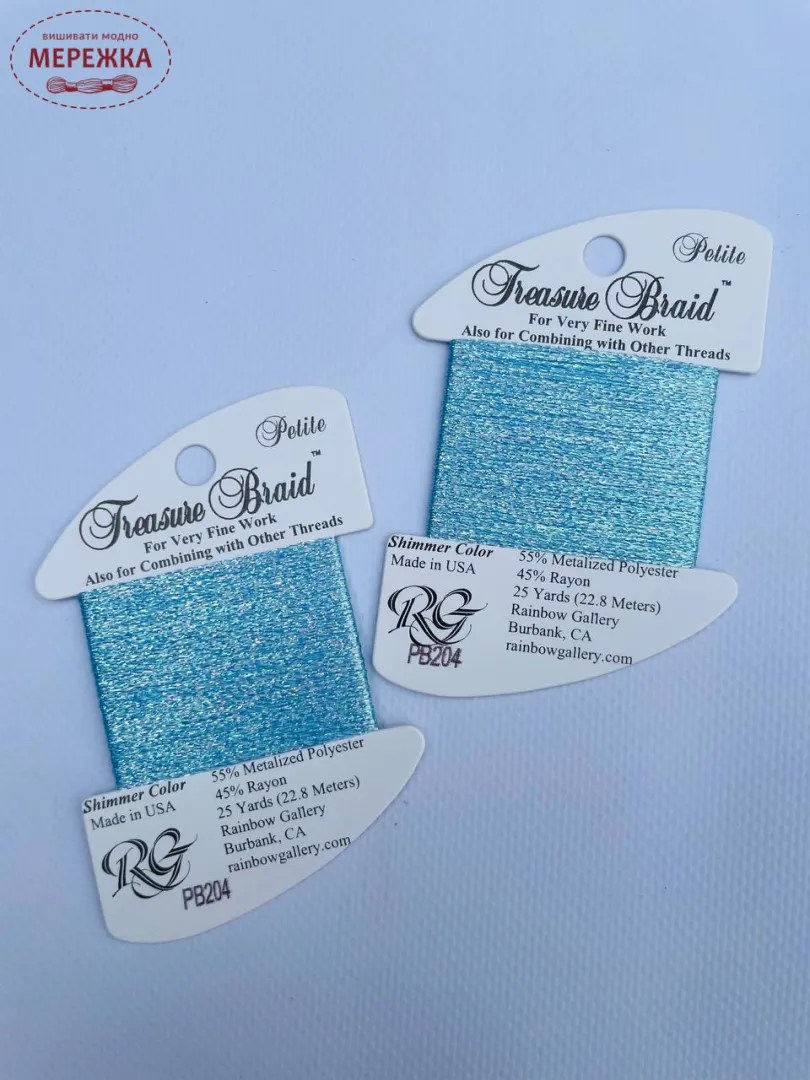 вишивати модно
МЕРЕЖКА
Petite
Treasure Braid™
For Very Fine Work
Also for Combining with Other Threads
Shimmer Color
Made in USA
RG
PB204
55% Metalized Polyester
45% Rayon
25 Yards (22.8 Meters)
Rainbow Gallery
Burbank, CA
rainbowgallery.com
Petite
Treasure Braid™
For Very Fine Work
Also for Combining with Other Threads
Shimmer Color
Made in USA
RG
PB204
55% Metalized Polyester
45% Rayon
25 Yards (22.8 Meters)
Rainbow Gallery
Burbank, CA
rainbowgallery.com